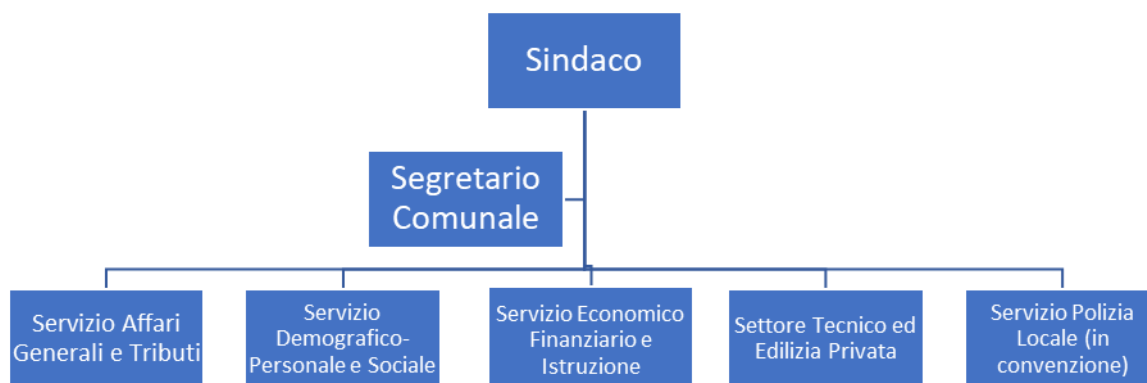 Sindaco
Segretario
Comunale
Servizio Affari
Generali e Tributi
Servizio
Demografico-
Personale e Sociale
Servizio Economico
Finanziario e
Istruzione
Settore Tecnico ed
Edilizia Privata
Servizio Polizia
Locale (in
convenzione)